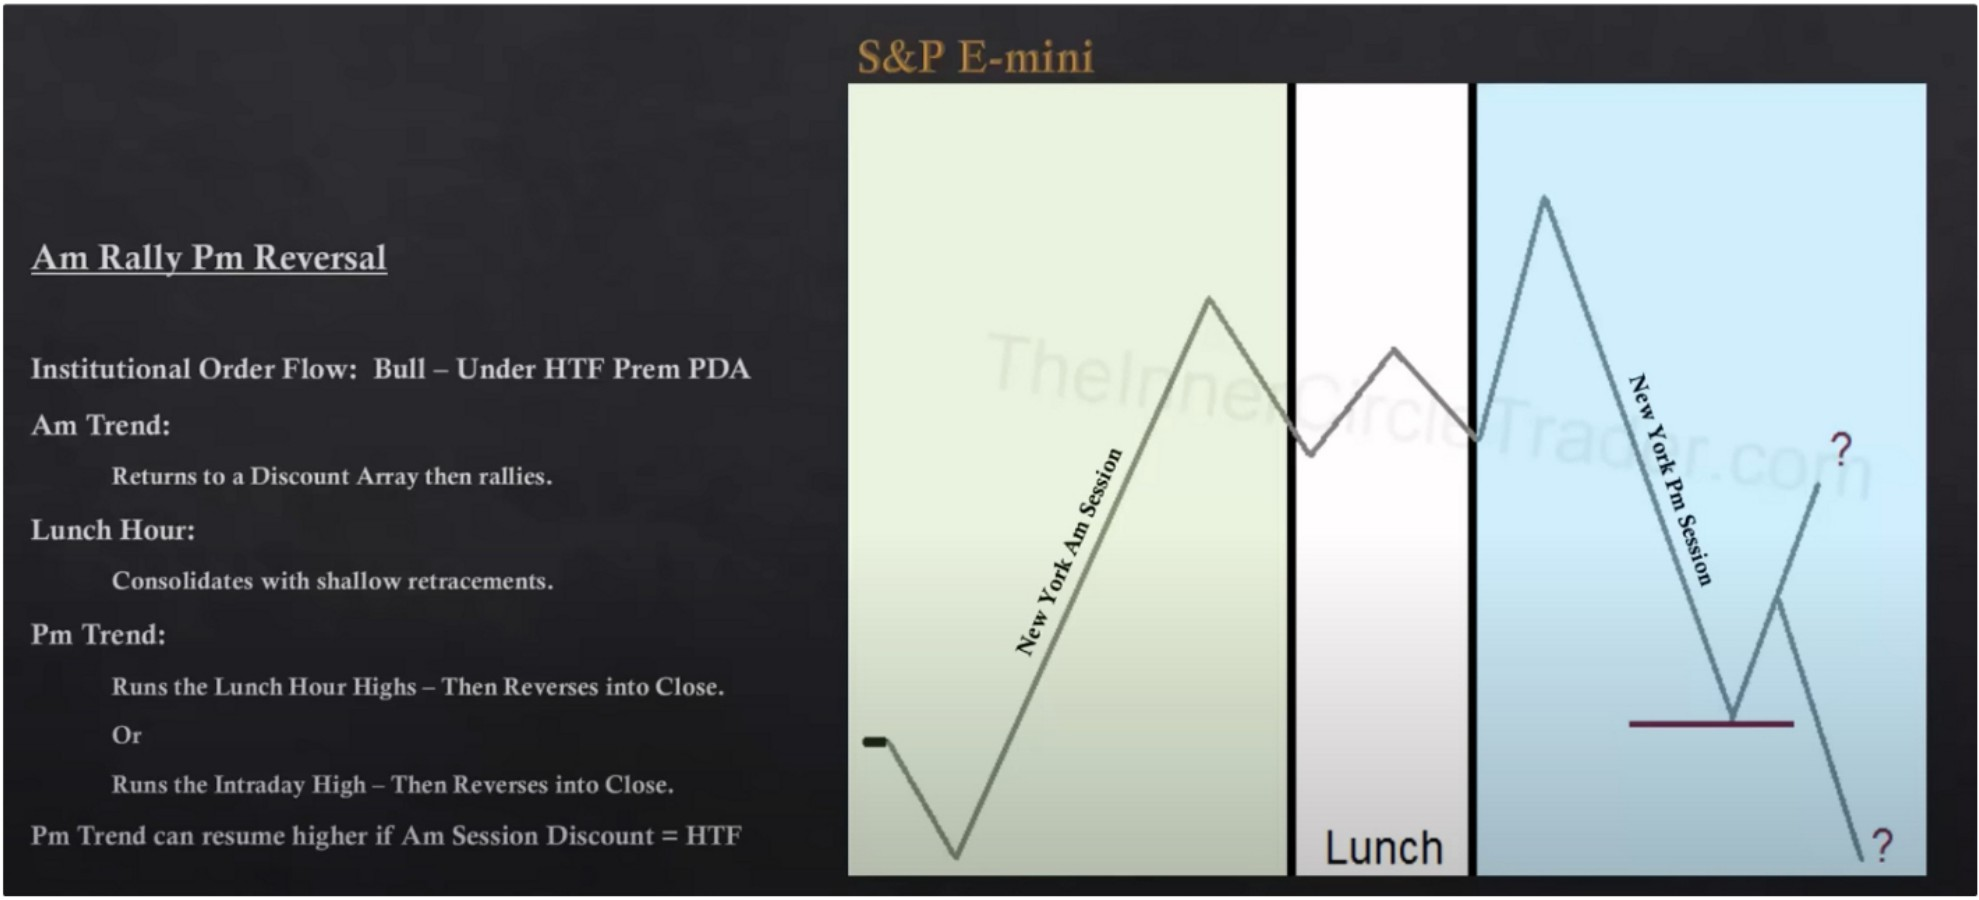 S&P E-mini
Am Rally Pm Reversal
Institutional Order Flow:  Bull – Under HTF Prem PDA
Am Trend:
Returns to a Discount Array then rallies.
Lunch Hour:
Consolidates with shallow retracements.
Pm Trend:
Runs the Lunch Hour Highs – Then Reverses into Close.
Or
Runs the Intraday High – Then Reverses into Close.
Pm Trend can resume higher if Am Session Discount = HTF
TheInnerCircleTrader.com
New York Am Session
Lunch
New York Pm Session
?
?